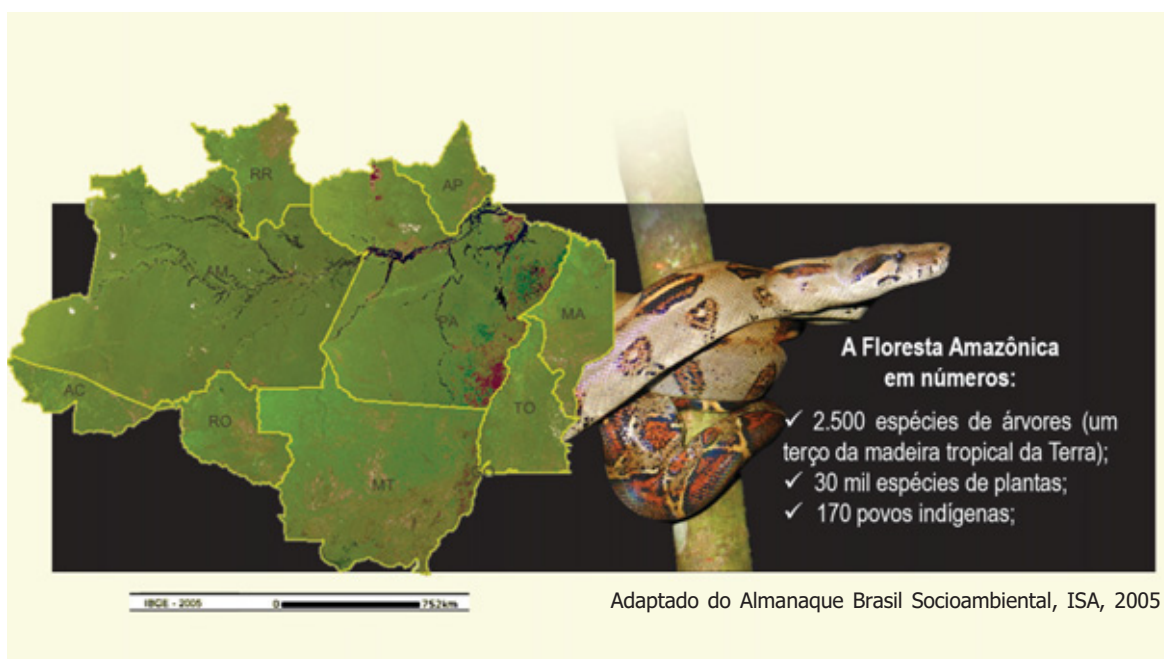 RR
AP
AM
PA
MA
AC
RO
TO
MT
A Floresta Amazônica
em números:
✓ 2.500 espécies de árvores (um
terço da madeira tropical da Terra);
✓ 30 mil espécies de plantas;
✓ 170 povos indígenas;
IBGE - 2005 0 752km
Adaptado do Almanaque Brasil Socioambiental, ISA, 2005